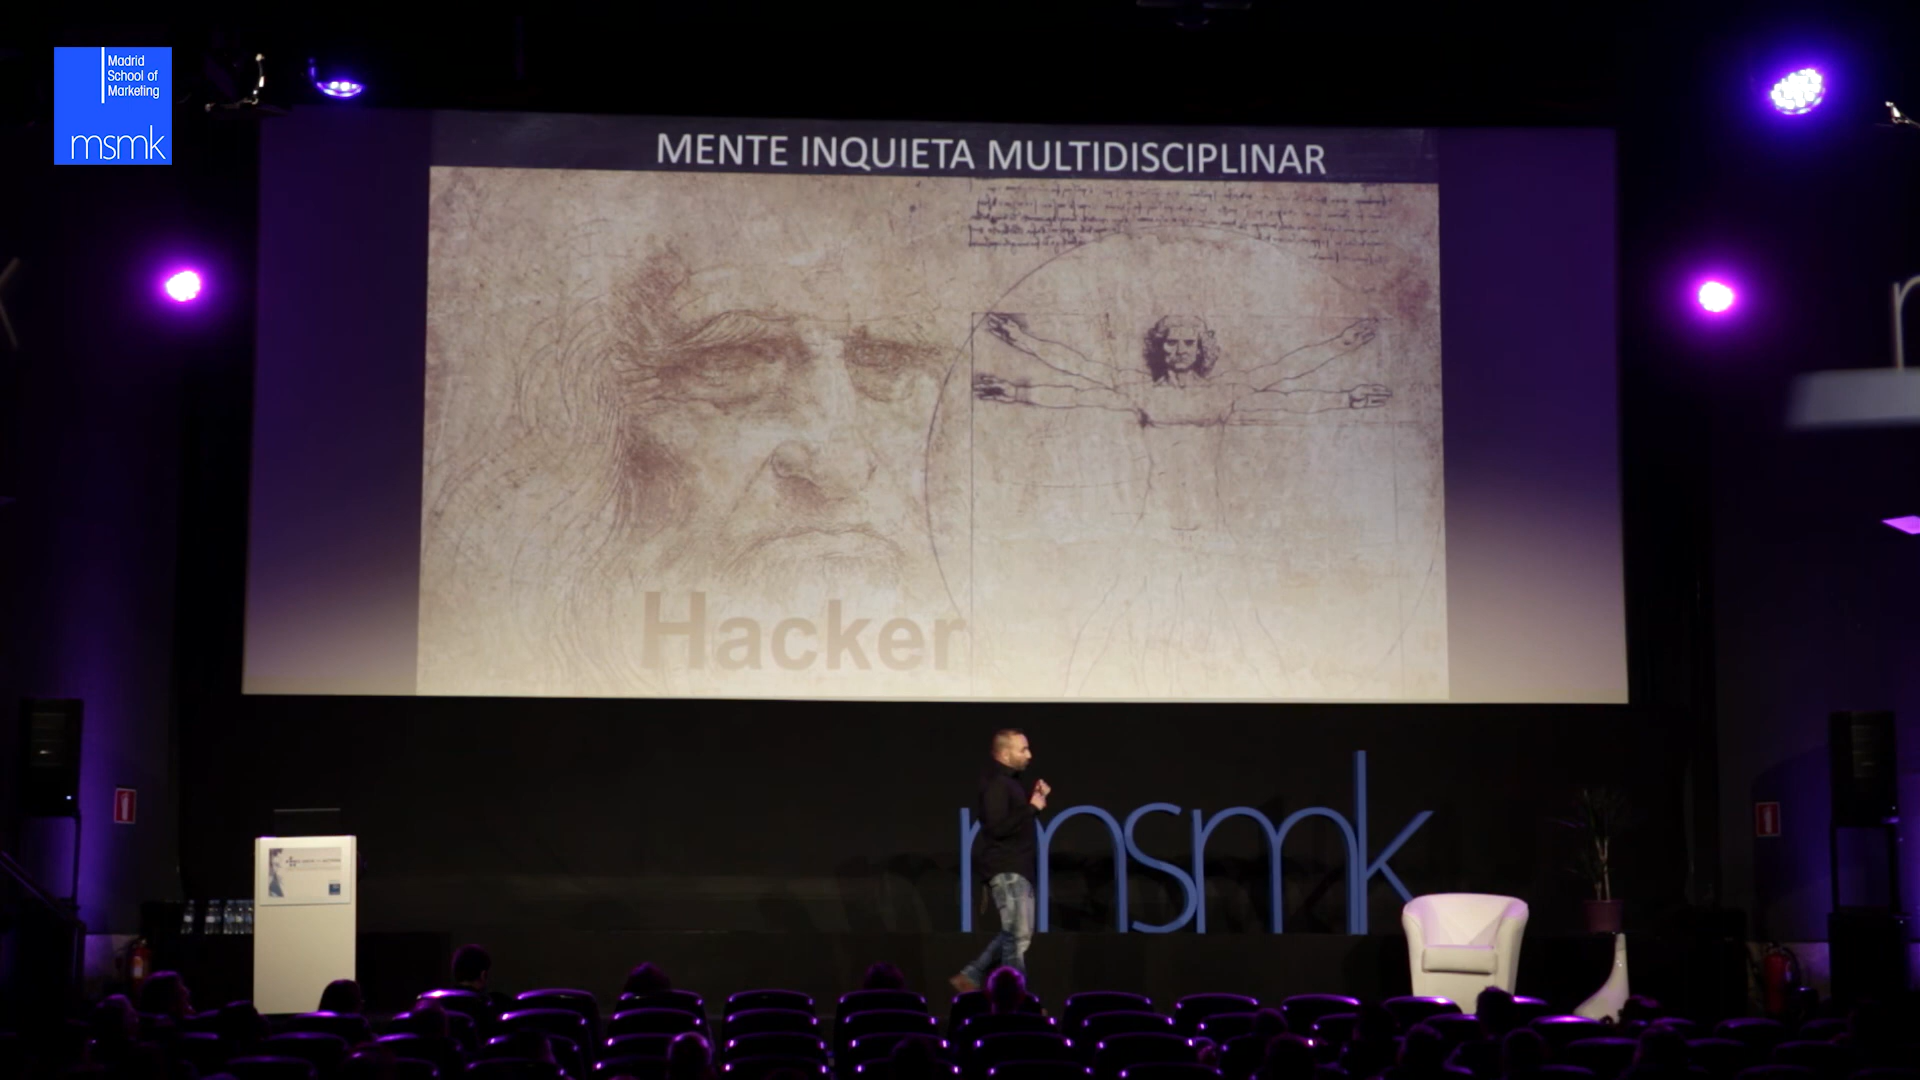 Madrid
School of
Marketing
msmk
MENTE INQUIETA MULTIDISCIPLINAR
Hacker
msmk